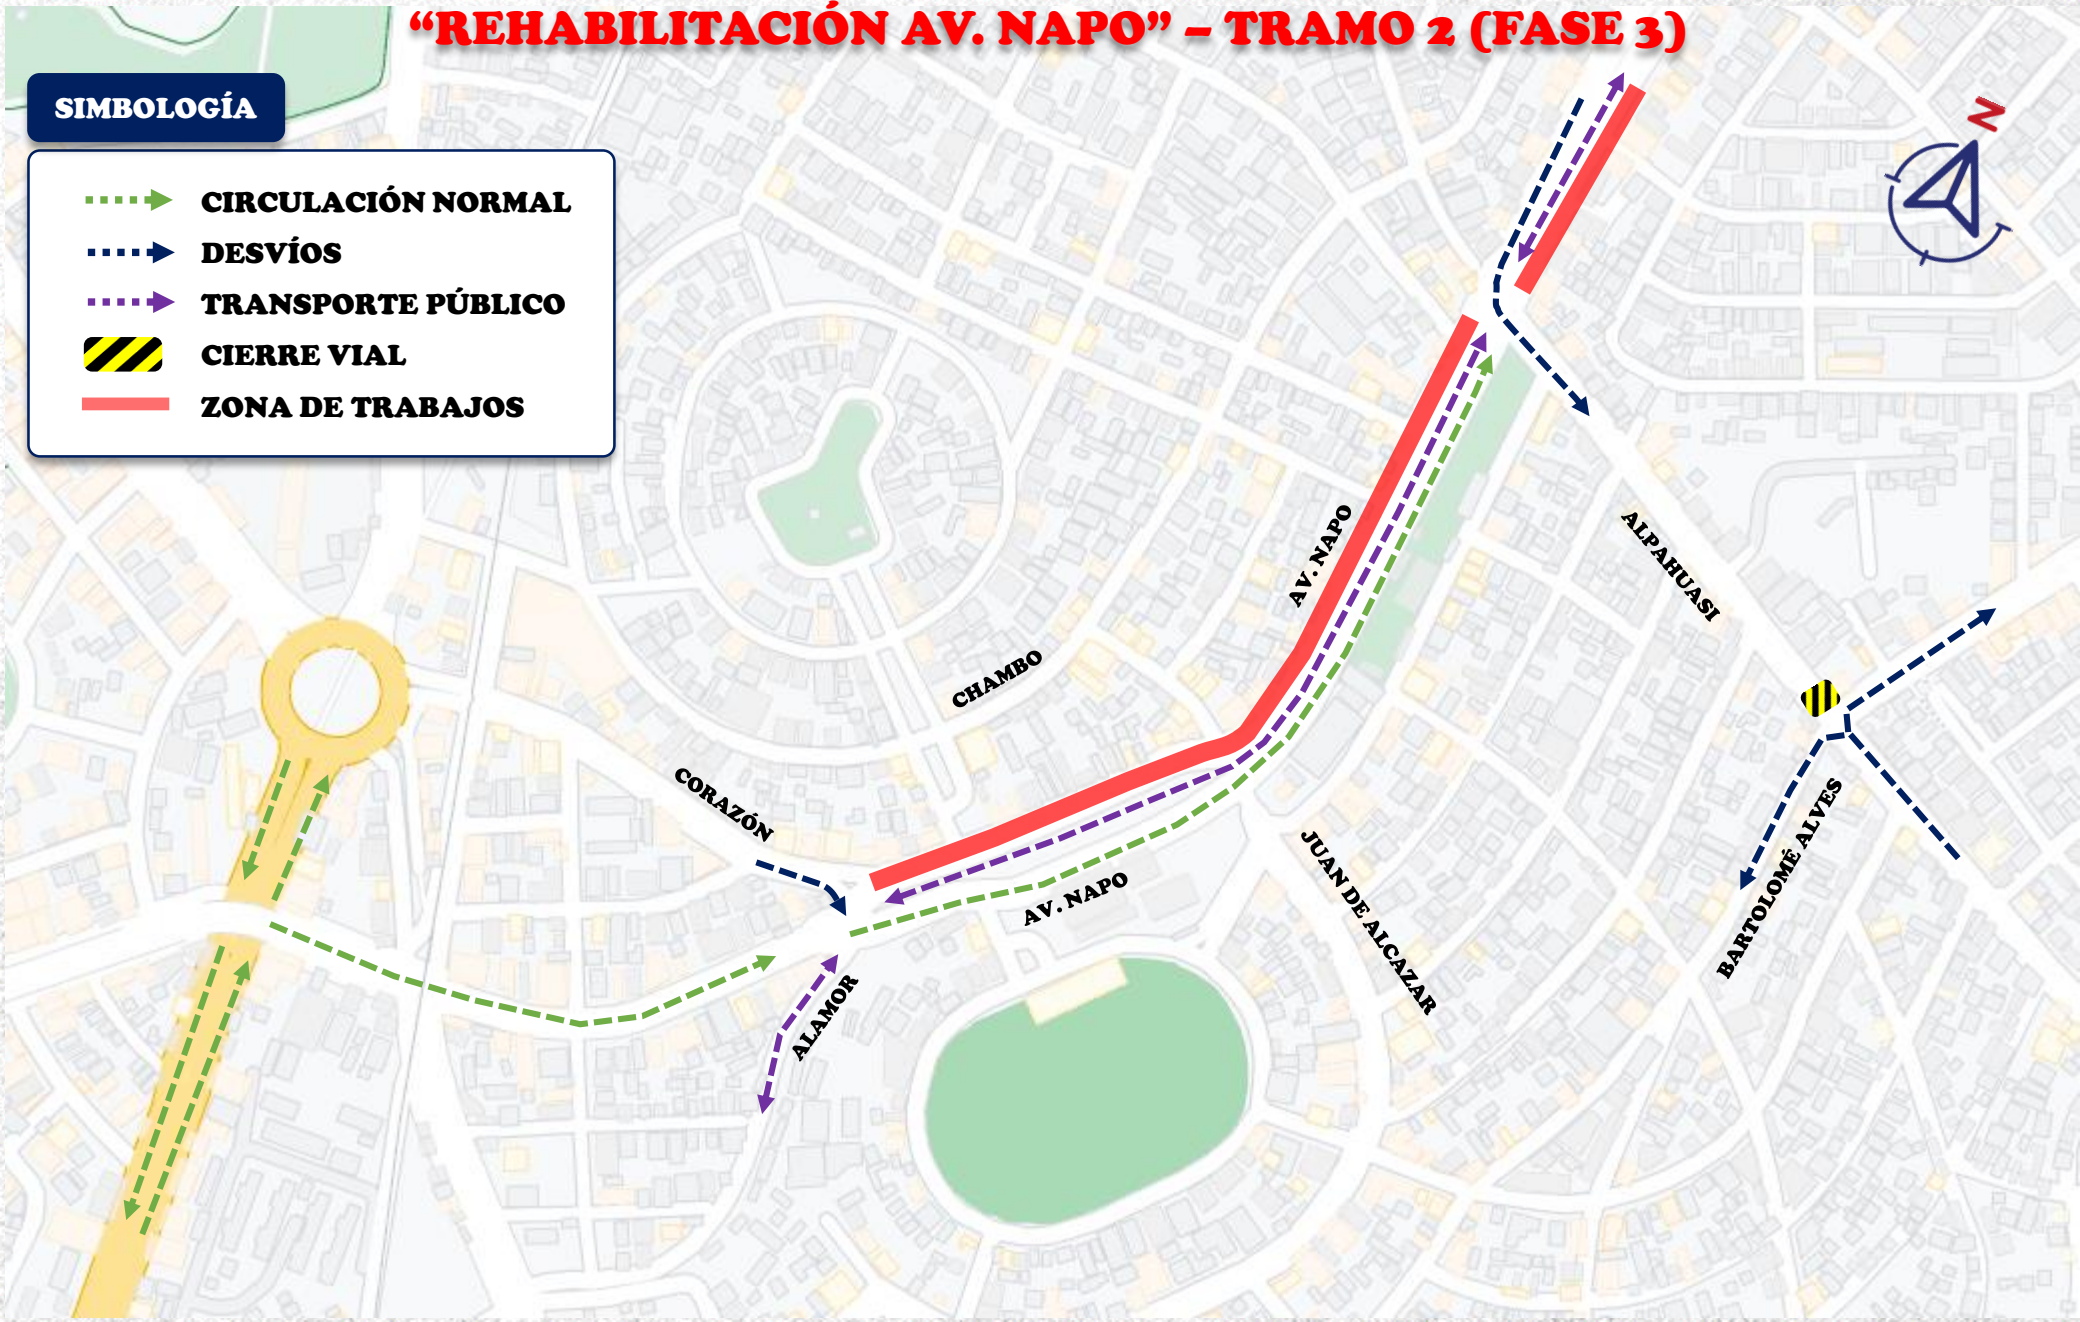 “REHABILITACIÓN AV. NAPO” – TRAMO 2 (FASE 3)
SIMBOLOGÍA
CIRCULACIÓN NORMAL
DESVÍOS
TRANSPORTE PÚBLICO
CIERRE VIAL
ZONA DE TRABAJOS
N
AV. NAPO
ALPAHUASI
CHAMBO
CORAZÓN
AV. NAPO
JUAN DE ALCAZAR
BARTOLOMÉ ALVES
ALAMOR